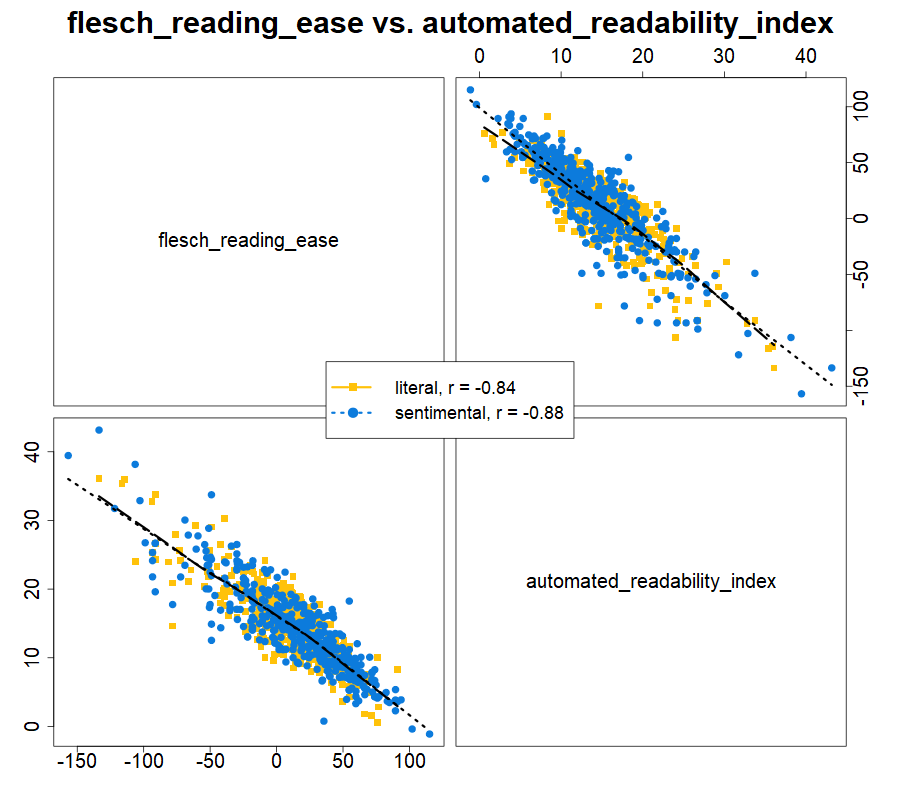 flesch_reading_ease vs. automated_readability_index
0 10 20 30 40
flesch_reading_ease
100
50
0
-50
-150
literal, r = -0.84
sentimental, r = -0.88
40
30
20
10
0
automated_readability_index
-150 -100 -50 0 50 100